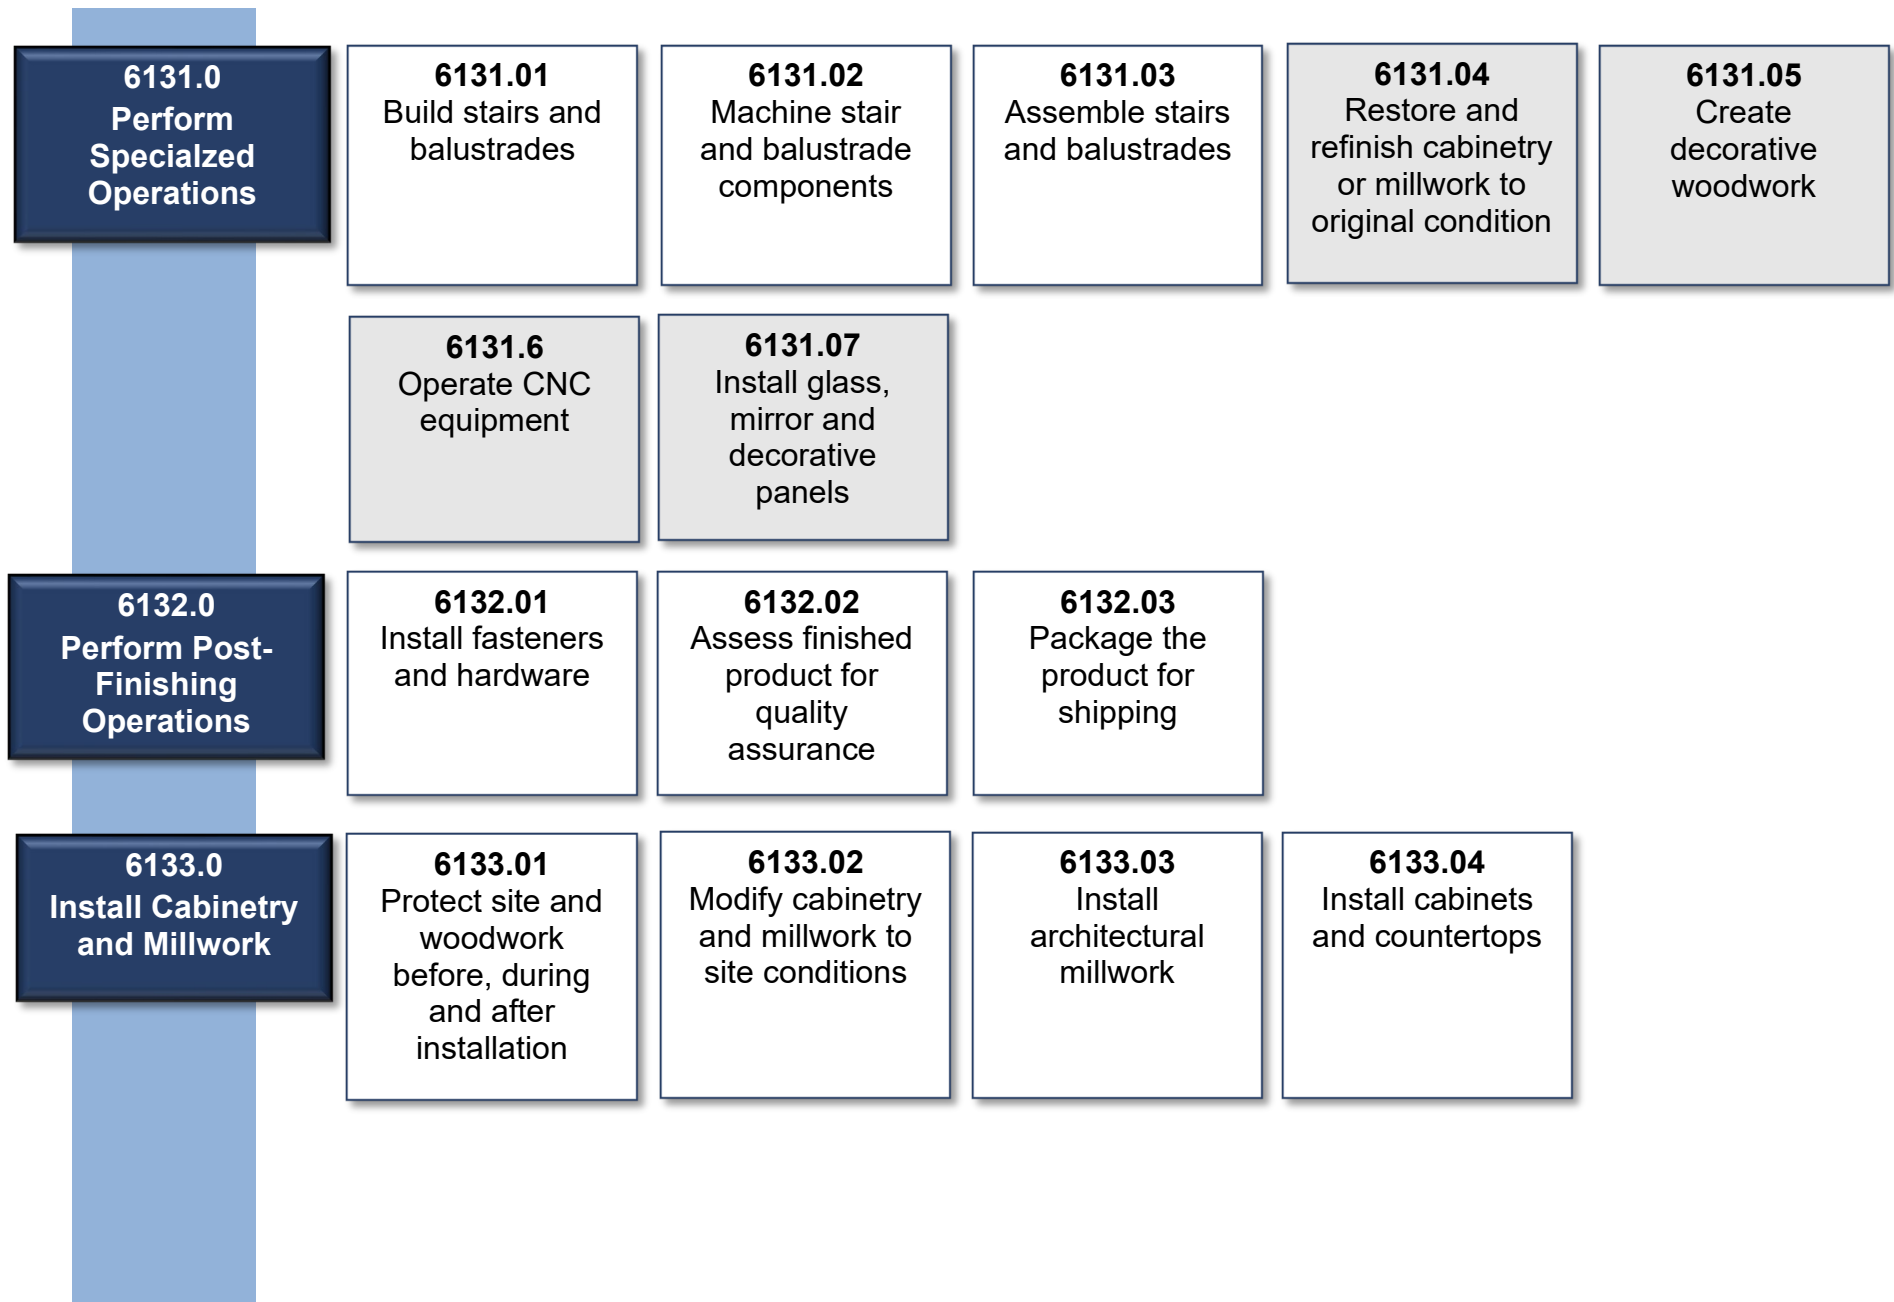 6131.0
Perform
Specialzed
Operations
6131.01
Build stairs and
balustrades
6131.02
Machine stair
and balustrade
components
6131.03
Assemble stairs
and balustrades
6131.04
Restore and
refinish cabinetry
or millwork to
original condition
6131.05
Create
decorative
woodwork
6131.6
Operate CNC
equipment
6131.07
Install glass,
mirror and
decorative
panels
6132.0
Perform Post-
Finishing
Operations
6132.01
Install fasteners
and hardware
6132.02
Assess finished
product for
quality
assurance
6132.03
Package the
product for
shipping
6133.0
Install Cabinetry
and Millwork
6133.01
Protect site and
woodwork
before, during
and after
installation
6133.02
Modify cabinetry
and millwork to
site conditions
6133.03
Install
architectural
millwork
6133.04
Install cabinets
and countertops